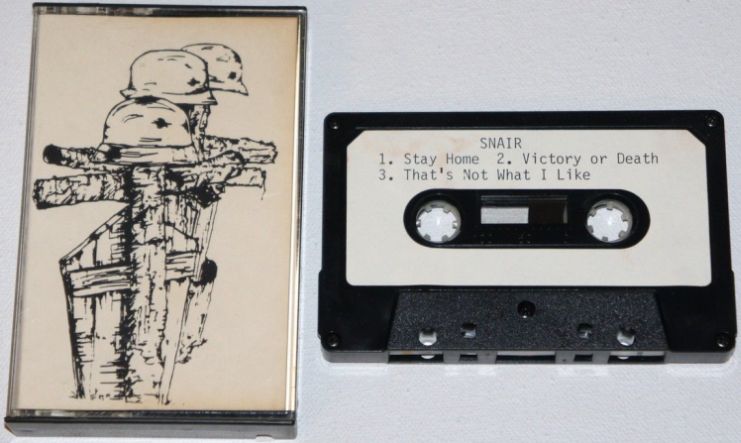 SNAIR
1. Stay Home 2. Victory or Death
3. That's Not What I Like